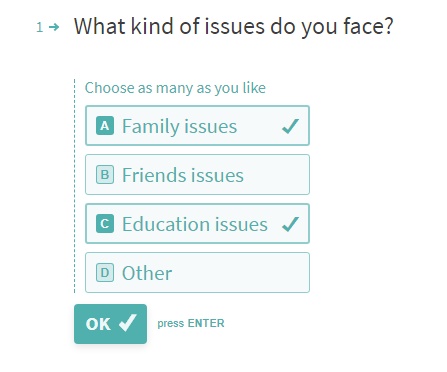 1 → What kind of issues do you face?
Choose as many as you like
A Family issues
B Friends issues
C Education issues
D Other
OK press ENTER